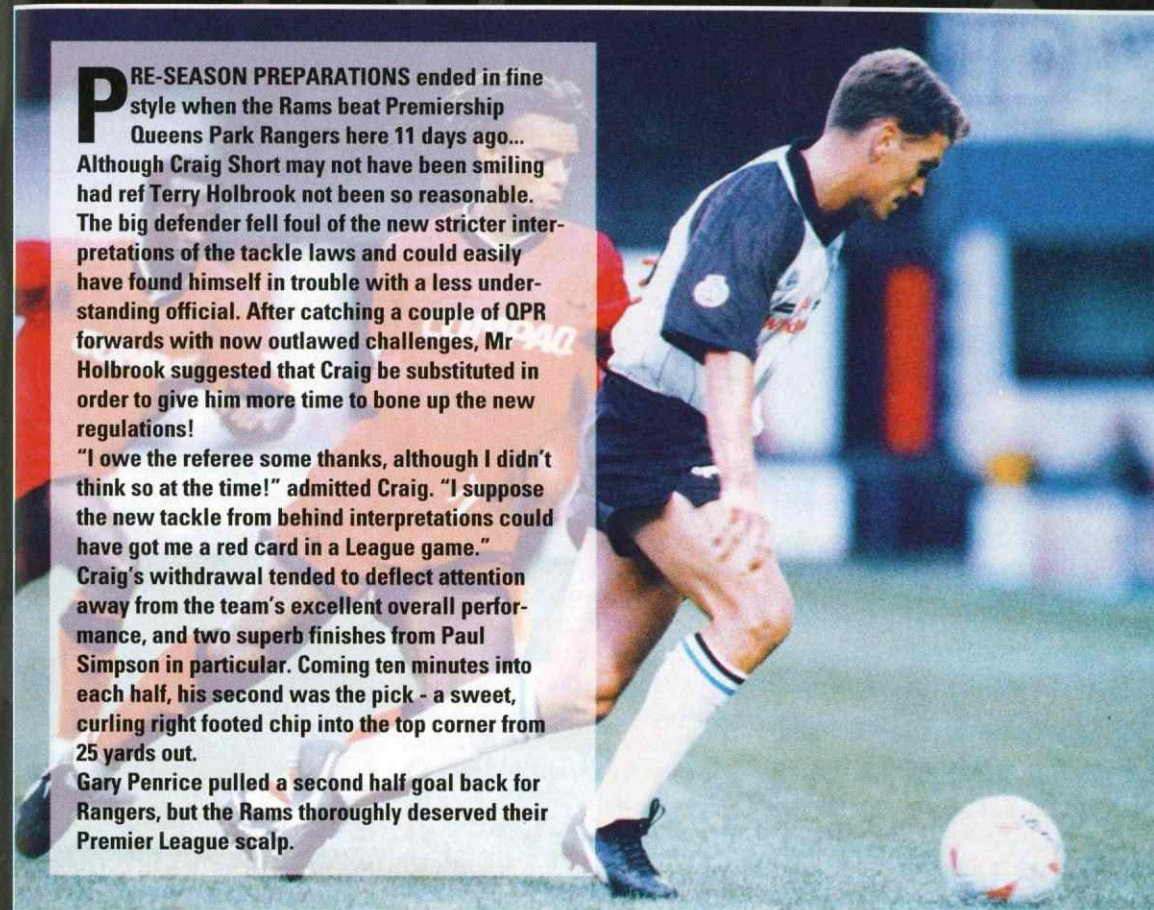 PRE-SEASON PREPARATIONS ended in fine
style when the Rams beat Premiership
Queens Park Rangers here 11 days ago...
Although Craig Short may not have been smiling
had ref Terry Holbrook not been so reasonable.
The big defender fell foul of the new stricter inter-
pretations of the tackle laws and could easily
have found himself in trouble with a less under-
standing official. After catching a couple of QPR
forwards with now outlawed challenges, Mr
Holbrook suggested that Craig be substituted in
order to give him more time to bone up the new
regulations!
"I owe the referee some thanks, although I didn't
think so at the time!" admitted Craig. "I suppose
the new tackle from behind interpretations could
have got me a red card in a League game."
Craig's withdrawal tended to deflect attention
away from the team's excellent overall perfor-
mance, and two superb finishes from Paul
Simpson in particular. Coming ten minutes into
each half, his second was the pick - a sweet,
curling right footed chip into the top corner from
25 yards out.
Gary Penrice pulled a second half goal back for
Rangers, but the Rams thoroughly deserved their
Premier League scalp.
COMPAQ